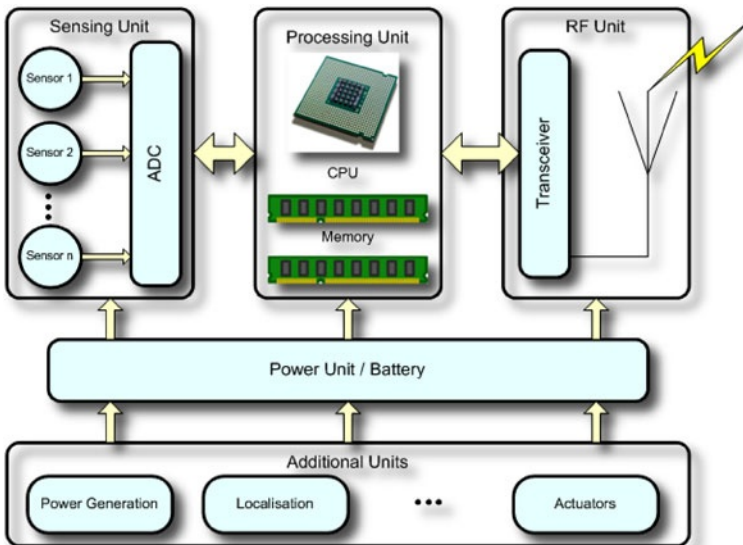 Sensing Unit
Sensor 1
Sensor 2
Sensor n
ADC
Processing Unit
CPU
Memory
RF Unit
Transceiver
Power Unit / Battery
Additional Units
Power Generation
Localisation
Actuators